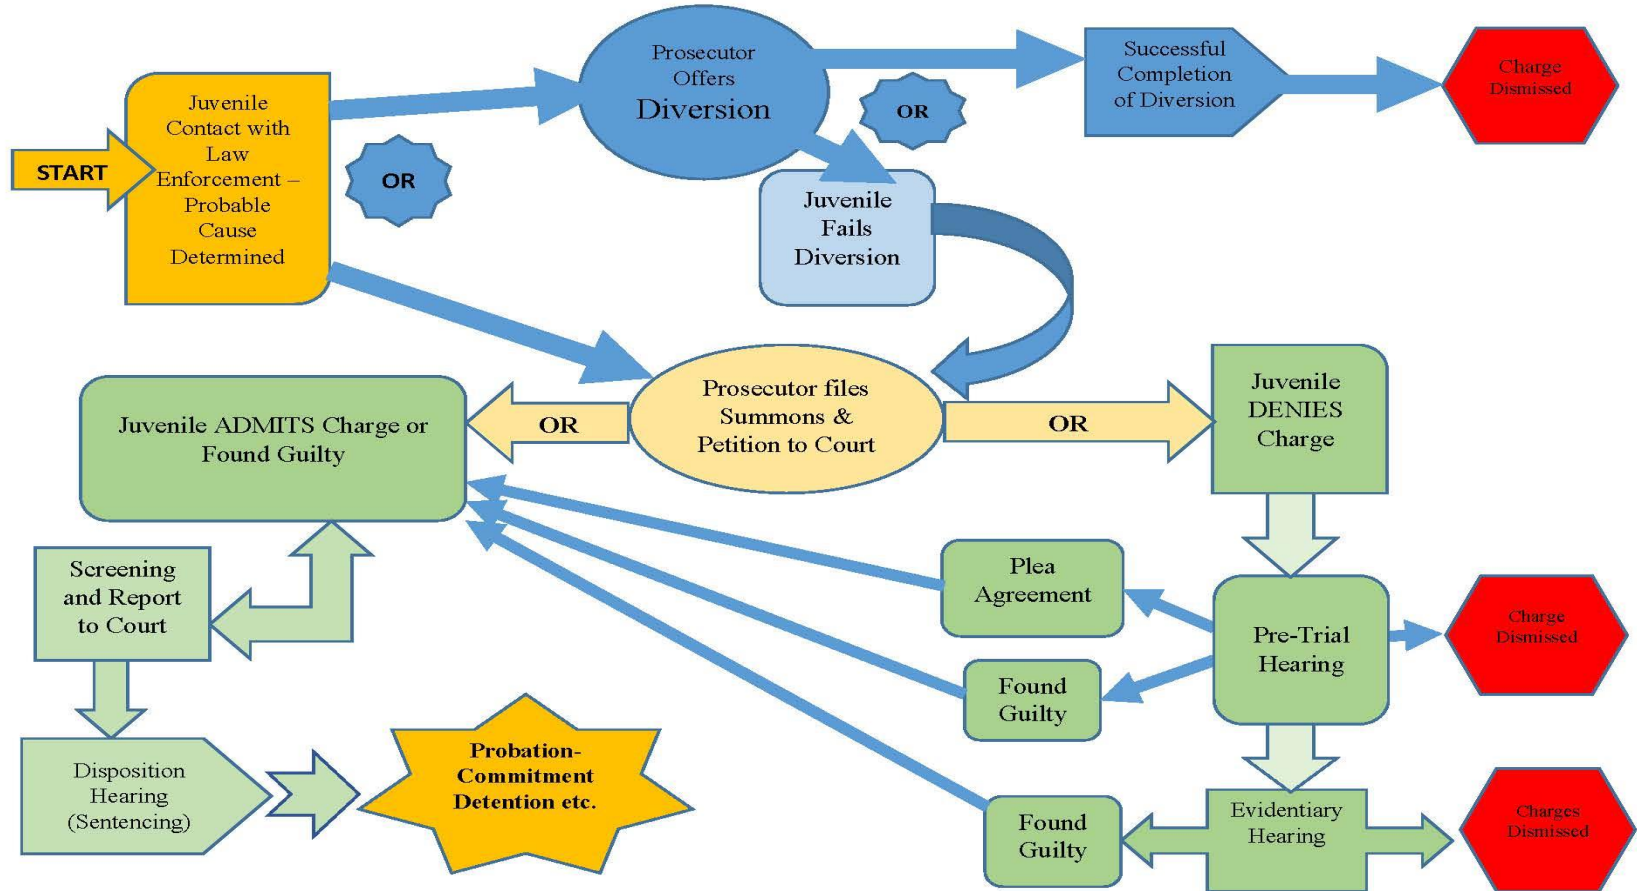 START
Juvenile
Contact with
Law
Enforcement –
Probable
Cause
Determined
OR
Prosecutor
Offers
Diversion
OR
Successful
Completion
of Diversion
Charge
Dismissed
Juvenile
Fails
Diversion
Juvenile ADMITS Charge or
Found Guilty
OR
Prosecutor files
Summons &
Petition to Court
OR
Juvenile
DENIES
Charge
Screening
and Report
to Court
Plea
Agreement
Pre-Trial
Hearing
Charge
Dismissed
Found
Guilty
Disposition
Hearing
(Sentencing)
Probation-
Commitment
Detention etc.
Found
Guilty
Evidentiary
Hearing
Charges
Dismissed